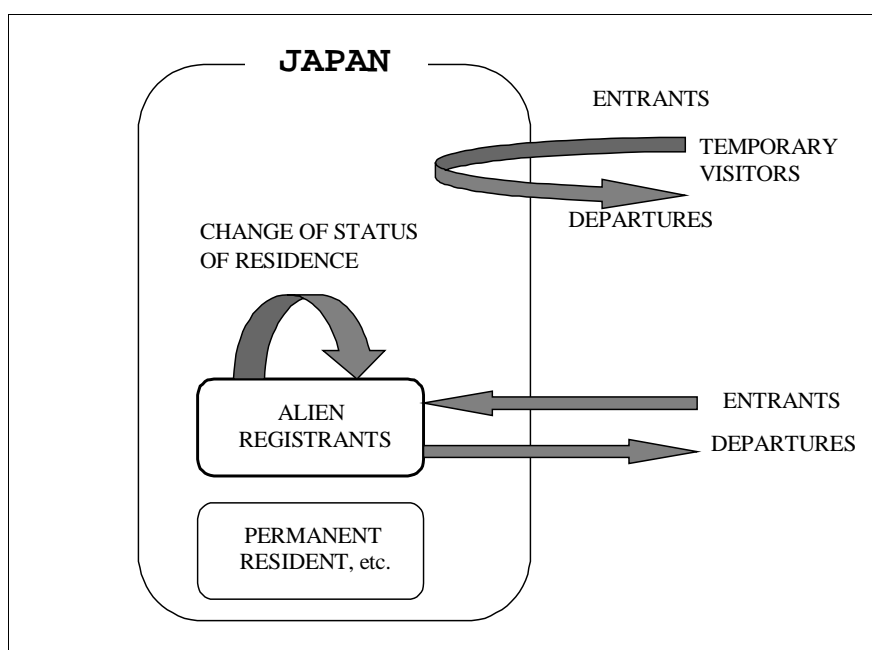 JAPAN
ENTRANTS
TEMPORARY
VISITORS
DEPARTURES
CHANGE OF STATUS
OF RESIDENCE
ALIEN
REGISTRANTS
ENTRANTS
DEPARTURES
PERMANENT
RESIDENT, etc.